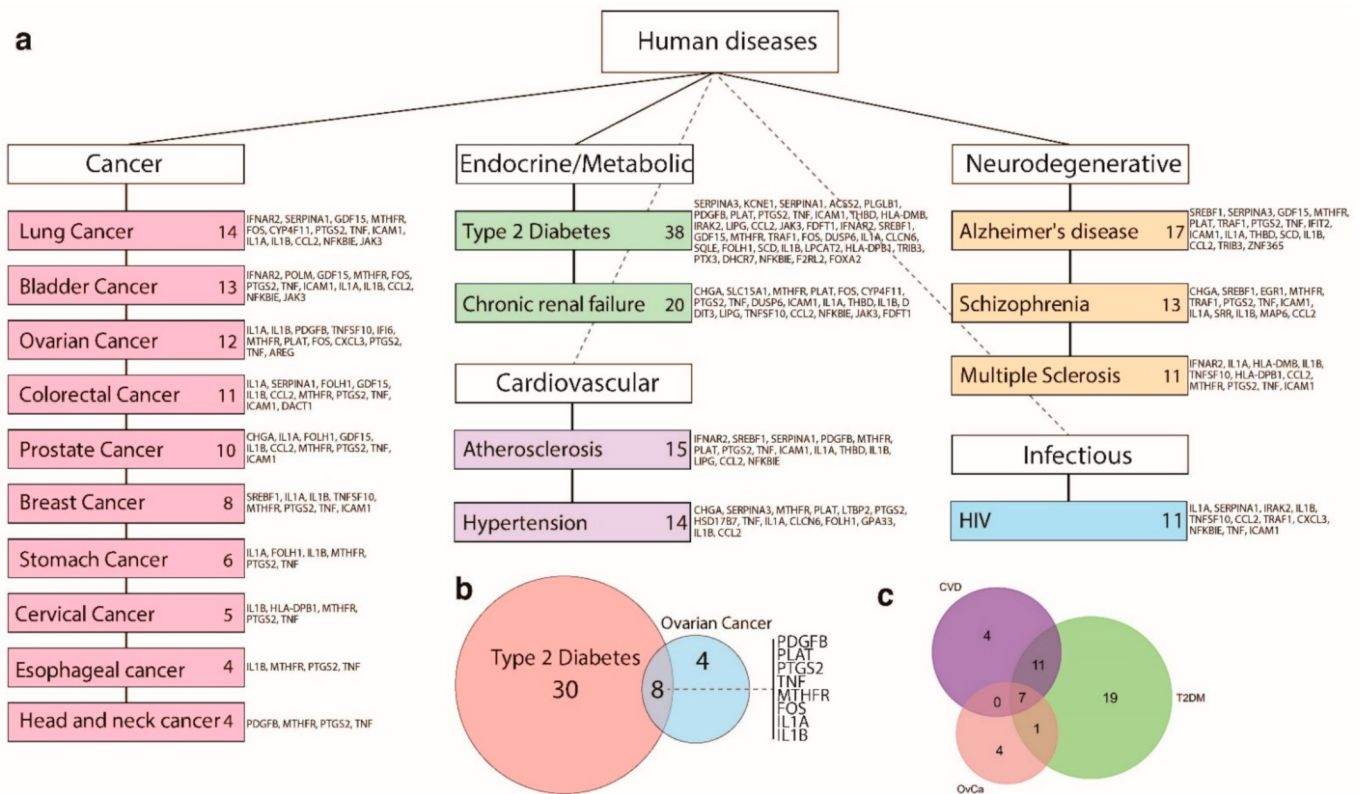 a
Human diseases
Cancer
Lung Cancer 14
IFNAR2, SERPINA1, GDF15, MTHFR,
FOS, CYP4F11, PTGS2, TNF, ICAM1,
IL1A, IL1B, CCL2, NFKBIE, JAK3
Bladder Cancer 13
IFNAR2, POLM, GDF15, MTHFR, FOS,
PTGS2, TNF, ICAM1, IL1A, IL1B, CCL2,
NFKBIE, JAK3
Ovarian Cancer 12
IL1A, IL1B, PDGFB, TNFSF10, IFI6,
MTHFR, PLAT, FOS, CXCL3, PTGS2,
TNF, AREG
Colorectal Cancer 11
IL1A, SERPINA1, FOLH1, GDF15,
IL1B, CCL2, MTHFR, PTGS2, TNF,
ICAM1, DACT1
Prostate Cancer 10
CHGA, IL1A, FOLH1, GDF15,
IL1B, CCL2, MTHFR, PTGS2, TNF,
ICAM1
Breast Cancer 8
SREBF1, IL1A, IL1B, TNFSF10,
MTHFR, PTGS2, TNF, ICAM1
Stomach Cancer 6
IL1A, FOLH1, IL1B, MTHFR,
PTGS2, TNF
Cervical Cancer 5
IL1B, HLA-DPB1, MTHFR,
PTGS2, TNF
Esophageal cancer 4
IL1B, MTHFR, PTGS2, TNF
Head and neck cancer 4
PDGFB, MTHFR, PTGS2, TNF
Endocrine/Metabolic
Type 2 Diabetes 38
SERPINA3, KCNE1, SERPINA1, ACSS2, PLGLB1,
PDGFB, PLAT, PTGS2, TNF, ICAM1, THBD, HLA-DMB,
IRAK2, LIPG, CCL2, JAK3, FDFT1, IFNAR2, SREBF1,
GDF15, MTHFR, TRAF1, FOS, DUSP6, IL1A, CLCN6,
SQLE, FOLH1, SCD, IL1B, LPCAT2, HLA-DPB1, TRIB3,
PTX3, DHCR7, NFKBIE, F2RL2, FOXA2
Chronic renal failure 20
CHGA, SLC15A1, MTHFR, PLAT, FOS, CYP4F11,
PTGS2, TNF, DUSP6, ICAM1, IL1A, THBD, IL1B, D
DIT3, LIPG, TNFSF10, CCL2, NFKBIE, JAK3, FDFT1
Cardiovascular
Atherosclerosis 15
IFNAR2, SREBF1, SERPINA1, PDGFB, MTHFR,
PLAT, PTGS2, TNF, ICAM1, IL1A, THBD, IL1B,
LIPG, CCL2, NFKBIE
Hypertension 14
CHGA, SERPINA3, MTHFR, PLAT, LTBP2, PTGS2,
HSD17B7, TNF, IL1A, CLCN6, FOLH1, GPA33,
IL1B, CCL2
Neurodegenerative
Alzheimer's disease 17
SREBF1, SERPINA3, GDF15, MTHFR,
PLAT, TRAF1, PTGS2, TNF, IFIT2,
ICAM1, IL1A, THBD, SCD, IL1B,
CCL2, TRIB3, ZNF365
Schizophrenia 13
CHGA, SREBF1, EGR1, MTHFR,
TRAF1, PTGS2, TNF, ICAM1,
IL1A, SRR, IL1B, MAP6, CCL2
Multiple Sclerosis 11
IFNAR2, IL1A, HLA-DMB, IL1B,
TNFSF10, HLA-DPB1, CCL2,
MTHFR, PTGS2, TNF, ICAM1
Infectious
HIV 11
IL1A, SERPINA1, IRAK2, IL1B,
TNFSF10, CCL2, TRAF1, CXCL3,
NFKBIE, TNF, ICAM1
b
Type 2 Diabetes
30
8
Ovarian Cancer
4
PDGFB
PLAT
PTGS2
TNF
MTHFR
FOS
IL1A
IL1B
c
CVD
4
11
0
7
19
T2DM
1
4
OvCa